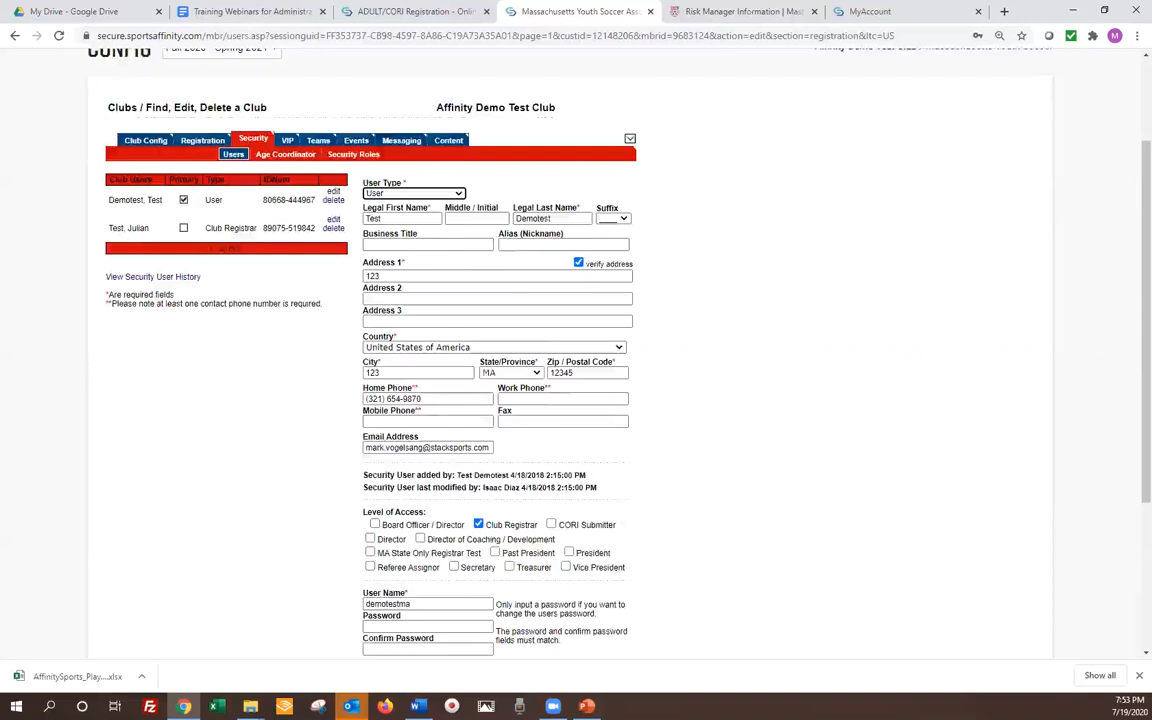 My Drive - Google Drive
Training Webinars for Administra
ADULT/CORI Registration - Onlin
Massachusetts Youth Soccer Asso
Risk Manager Information | Mass
MyAccount
secure.sportsaffinity.com/mbr/users.asp?sessionguid=FF353737-CB98-4597-8A86-C19A73A35A01&page=1&custid=12148206&mbrid=9683124&action=edit&section=registration&ltc=US
M
CONFIG
Clubs / Find, Edit, Delete a Club
Affinity Demo Test Club
Club Config Registration Security VIP Teams Events Messaging Content
Users Age Coordinator Security Roles
Club Users Primary Type IDNum
Demotest, Test User 80668-444967 edit
delete
Test, Julian Club Registrar 89075-519842 edit
delete
View Security User History
*Are required fields
**Please note at least one contact phone number is required.
User Type *
User
Legal First Name* Middle / Initial Legal Last Name* Suffix
Test Demotest
Business Title Alias (Nickname)
Address 1* verify address
123
Address 2
Address 3
Country*
United States of America
City* State/Province* Zip / Postal Code*
123 MA 12345
Home Phone** Work Phone**
(321) 654-9870
Mobile Phone** Fax
Email Address
mark.vogelsang@stacksports.com
Security User added by: Test Demotest 4/18/2018 2:15:00 PM
Security User last modified by: Isaac Diaz 4/18/2018 2:15:00 PM
Level of Access:
Board Officer / Director Club Registrar CORI Submitter
Director Director of Coaching / Development
MA State Only Registrar Test Past President President
Referee Assignor Secretary Treasurer Vice President
User Name*
demotestma
Only input a password if you want to
change the users password.
Password
The password and confirm password
fields must match.
Confirm Password
AffinitySports_Play....xlsx
Show all
7:53 PM
7/19/2020